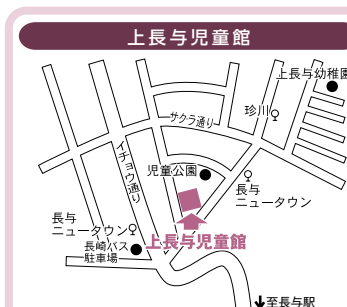 上長与児童館
上長与幼稚園
珍川
サクラ通り
イチョウ通り
児童公園
長与
ニュータウン
長与
ニュータウン
長崎バス
駐車場
上長与児童館
至長与駅